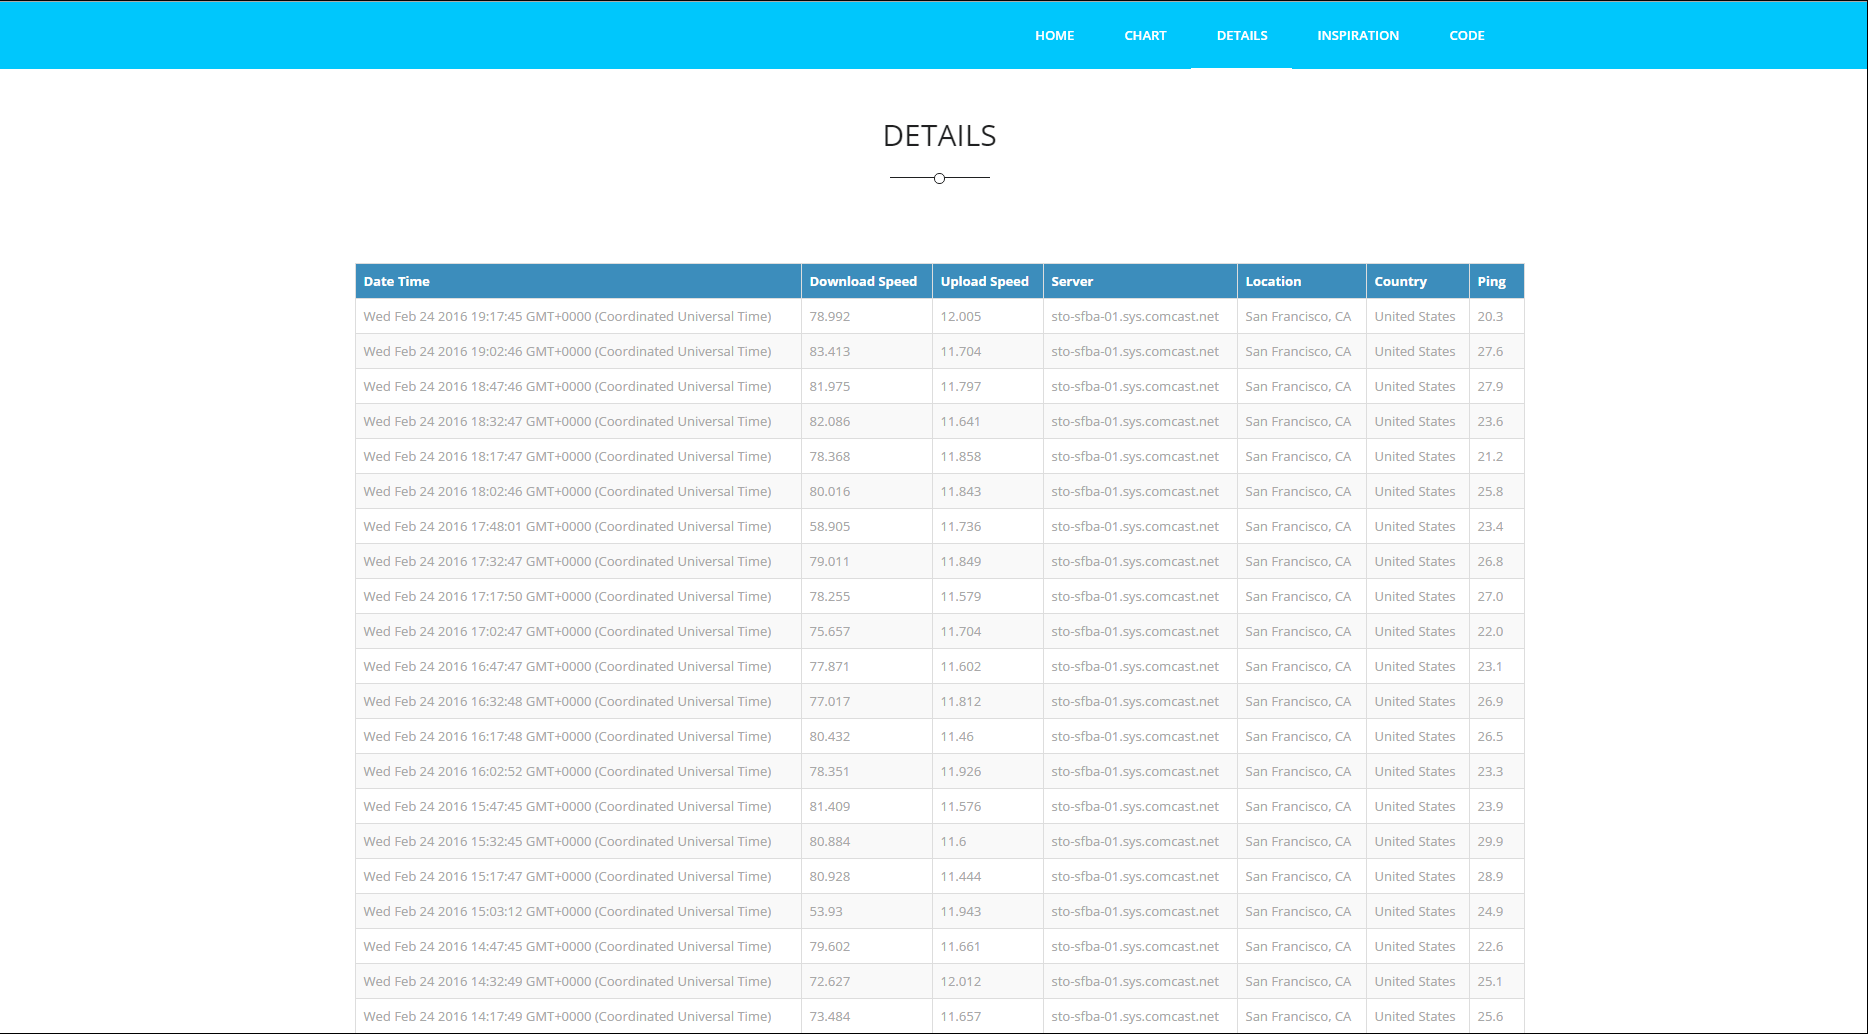 HOME CHART DETAILS INSPIRATION CODE
DETAILS
Date Time Download Speed Upload Speed Server Location Country Ping
Wed Feb 24 2016 19:17:45 GMT+0000 (Coordinated Universal Time) 78.992 12.005 sto-sfba-01.sys.comcast.net San Francisco, CA United States 20.3
Wed Feb 24 2016 19:02:46 GMT+0000 (Coordinated Universal Time) 83.413 11.704 sto-sfba-01.sys.comcast.net San Francisco, CA United States 27.6
Wed Feb 24 2016 18:47:46 GMT+0000 (Coordinated Universal Time) 81.975 11.797 sto-sfba-01.sys.comcast.net San Francisco, CA United States 27.9
Wed Feb 24 2016 18:32:47 GMT+0000 (Coordinated Universal Time) 82.086 11.641 sto-sfba-01.sys.comcast.net San Francisco, CA United States 23.6
Wed Feb 24 2016 18:17:47 GMT+0000 (Coordinated Universal Time) 78.368 11.858 sto-sfba-01.sys.comcast.net San Francisco, CA United States 21.2
Wed Feb 24 2016 18:02:46 GMT+0000 (Coordinated Universal Time) 80.016 11.843 sto-sfba-01.sys.comcast.net San Francisco, CA United States 25.8
Wed Feb 24 2016 17:48:01 GMT+0000 (Coordinated Universal Time) 58.905 11.736 sto-sfba-01.sys.comcast.net San Francisco, CA United States 23.4
Wed Feb 24 2016 17:32:47 GMT+0000 (Coordinated Universal Time) 79.011 11.849 sto-sfba-01.sys.comcast.net San Francisco, CA United States 26.8
Wed Feb 24 2016 17:17:50 GMT+0000 (Coordinated Universal Time) 78.255 11.579 sto-sfba-01.sys.comcast.net San Francisco, CA United States 27.0
Wed Feb 24 2016 17:02:47 GMT+0000 (Coordinated Universal Time) 75.657 11.704 sto-sfba-01.sys.comcast.net San Francisco, CA United States 22.0
Wed Feb 24 2016 16:47:47 GMT+0000 (Coordinated Universal Time) 77.871 11.602 sto-sfba-01.sys.comcast.net San Francisco, CA United States 23.1
Wed Feb 24 2016 16:32:48 GMT+0000 (Coordinated Universal Time) 77.017 11.812 sto-sfba-01.sys.comcast.net San Francisco, CA United States 26.9
Wed Feb 24 2016 16:17:48 GMT+0000 (Coordinated Universal Time) 80.432 11.46 sto-sfba-01.sys.comcast.net San Francisco, CA United States 26.5
Wed Feb 24 2016 16:02:52 GMT+0000 (Coordinated Universal Time) 78.351 11.926 sto-sfba-01.sys.comcast.net San Francisco, CA United States 23.3
Wed Feb 24 2016 15:47:45 GMT+0000 (Coordinated Universal Time) 81.409 11.576 sto-sfba-01.sys.comcast.net San Francisco, CA United States 23.9
Wed Feb 24 2016 15:32:45 GMT+0000 (Coordinated Universal Time) 80.884 11.6 sto-sfba-01.sys.comcast.net San Francisco, CA United States 29.9
Wed Feb 24 2016 15:17:47 GMT+0000 (Coordinated Universal Time) 80.928 11.444 sto-sfba-01.sys.comcast.net San Francisco, CA United States 28.9
Wed Feb 24 2016 15:03:12 GMT+0000 (Coordinated Universal Time) 53.93 11.943 sto-sfba-01.sys.comcast.net San Francisco, CA United States 24.9
Wed Feb 24 2016 14:47:45 GMT+0000 (Coordinated Universal Time) 79.602 11.661 sto-sfba-01.sys.comcast.net San Francisco, CA United States 22.6
Wed Feb 24 2016 14:32:49 GMT+0000 (Coordinated Universal Time) 72.627 12.012 sto-sfba-01.sys.comcast.net San Francisco, CA United States 25.1
Wed Feb 24 2016 14:17:49 GMT+0000 (Coordinated Universal Time) 73.484 11.657 sto-sfba-01.sys.comcast.net San Francisco, CA United States 25.6